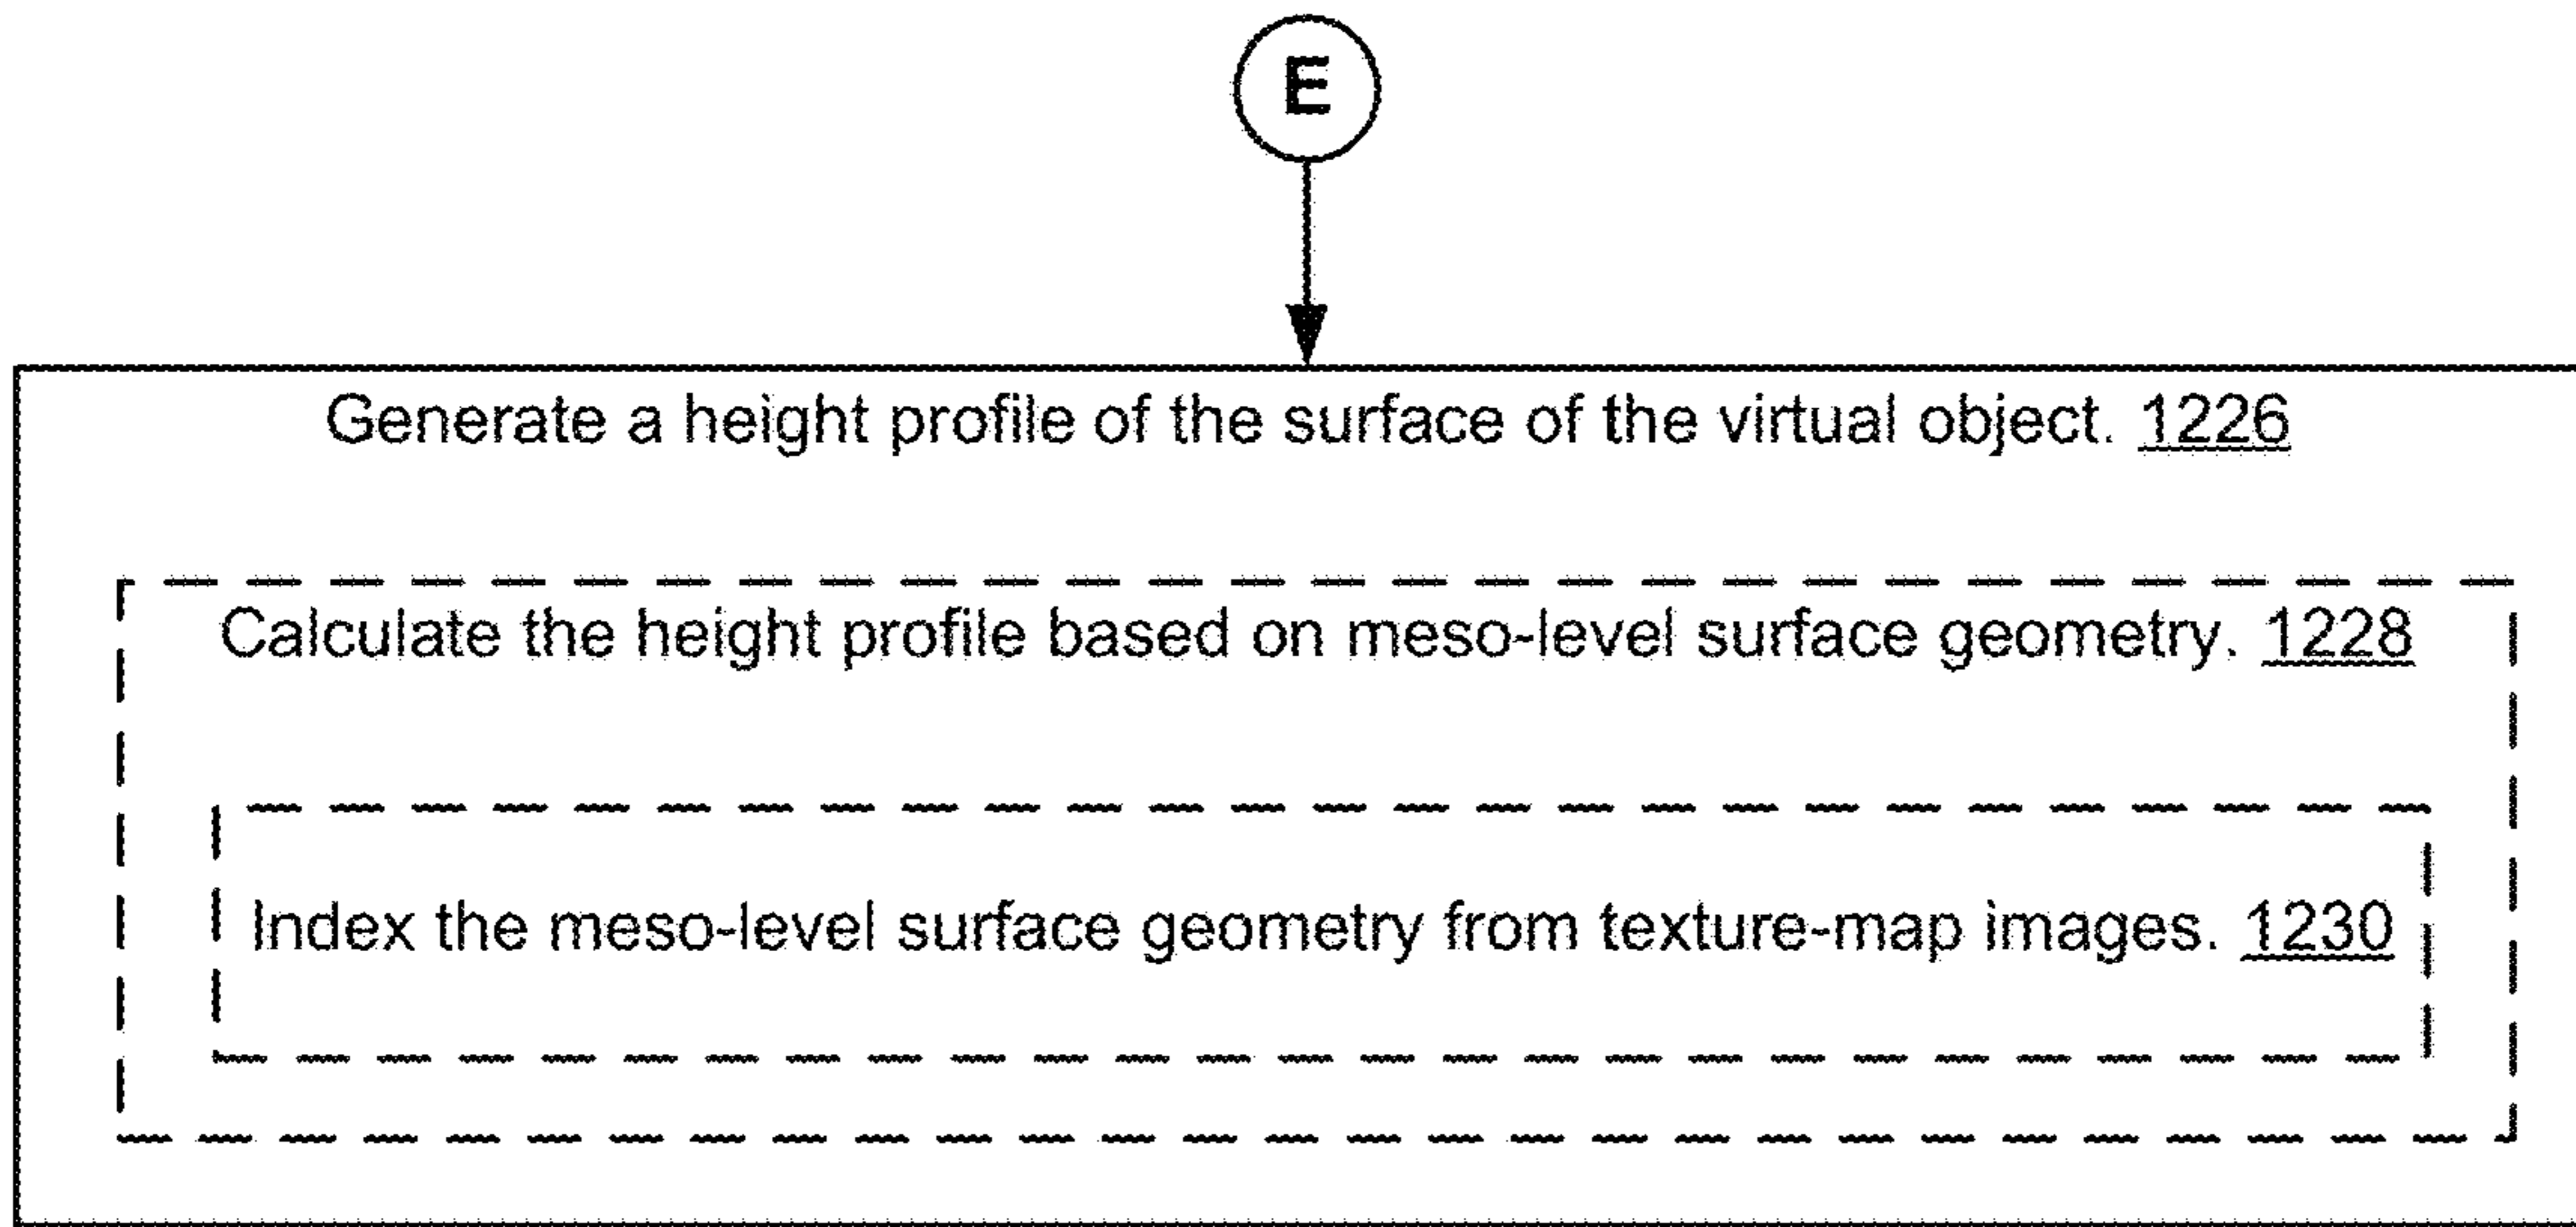 E
Generate a height profile of the surface of the virtual object. 1226
Calculate the height profile based on meso-level surface geometry. 1228
Index the meso-level surface geometry from texture-map images. 1230